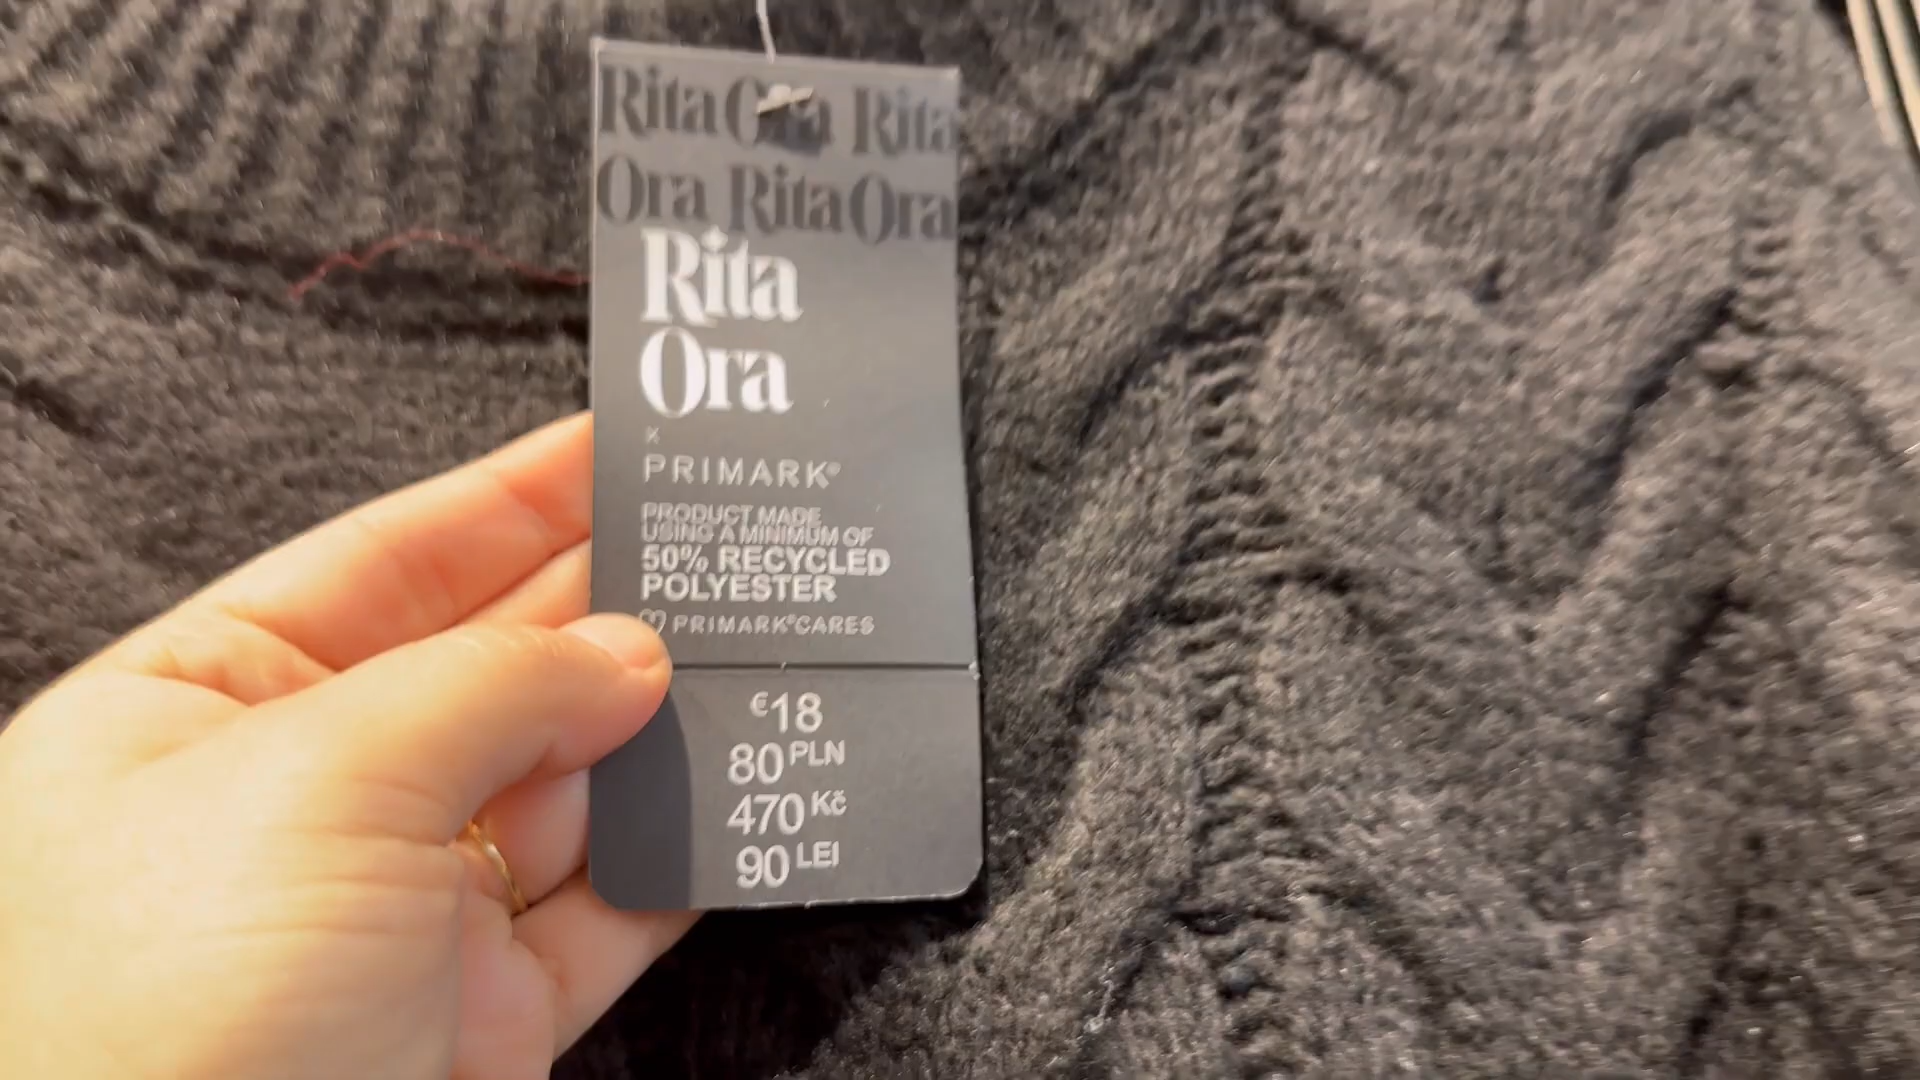 Rita Ora Rita
Ora Rita Ora
Rita
Ora
x
PRIMARK®
PRODUCT MADE
USING A MINIMUM OF
50% RECYCLED
POLYESTER
PRIMARK®CARES
€18
80 PLN
470 Kč
90 LEI